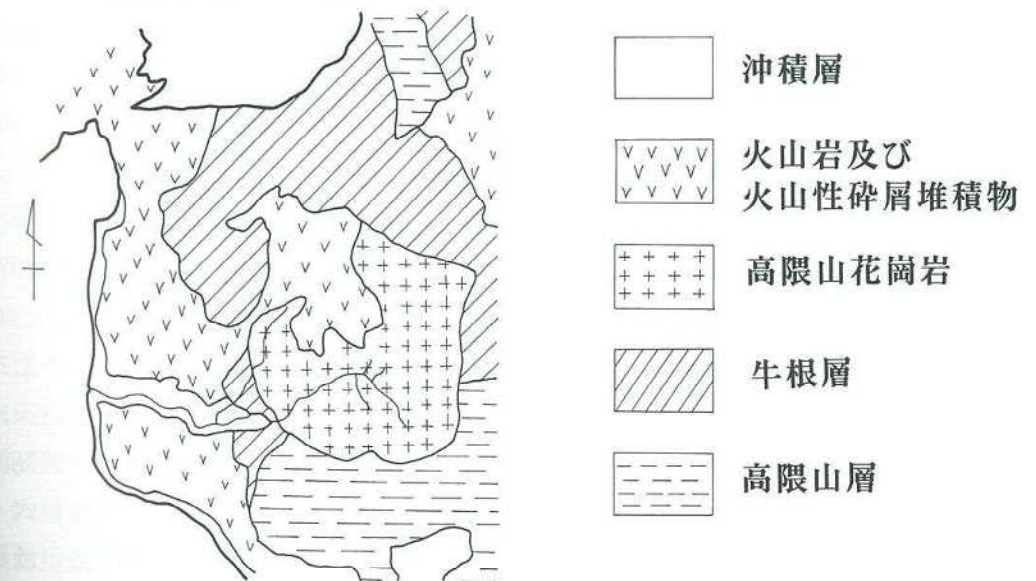 沖積層
火山岩及び
火山性砕屑堆積物
高隈山花崗岩
牛根層
高隈山層